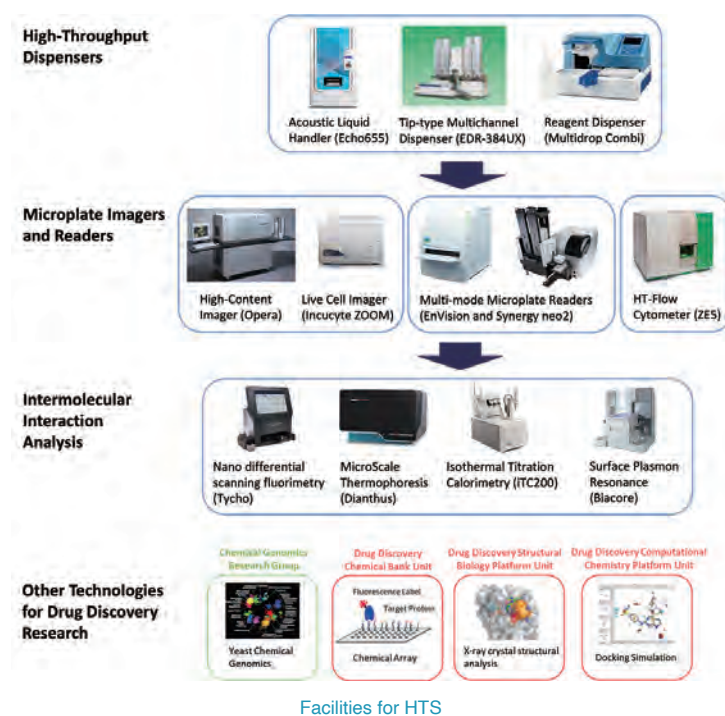 High-Throughput
Dispensers
Acoustic Liquid
Handler (Echo655)
Tip-type Multichannel
Dispenser (EDR-384UX)
Reagent Dispenser
(Multidrop Combi)
Microplate Imagers
and Readers
High-Content
Imager (Opera)
Live Cell Imager
(Incucyte ZOOM)
Multi-mode Microplate Readers
(EnVision and Synergy neo2)
HT-Flow
Cytometer (ZE5)
Intermolecular
Interaction
Analysis
Nano differential
scanning fluorimetry
(Tycho)
MicroScale
Thermophoresis
(Dianthus)
Isothermal Titration
Calorimetry (iTC200)
Surface Plasmon
Resonance
(Biacore)
Other Technologies
for Drug Discovery
Research
Chemical Genomics
Research Group
Yeast Chemical
Genomics
Drug Discovery
Chemical Bank Unit
Fluorescence Label
Target Protein
Chemical Array
Drug Discovery Structural
Biology Platform Unit
X-ray crystal structural
analysis
Drug Discovery Computational
Chemistry Platform Unit
Docking Simulation
Facilities for HTS